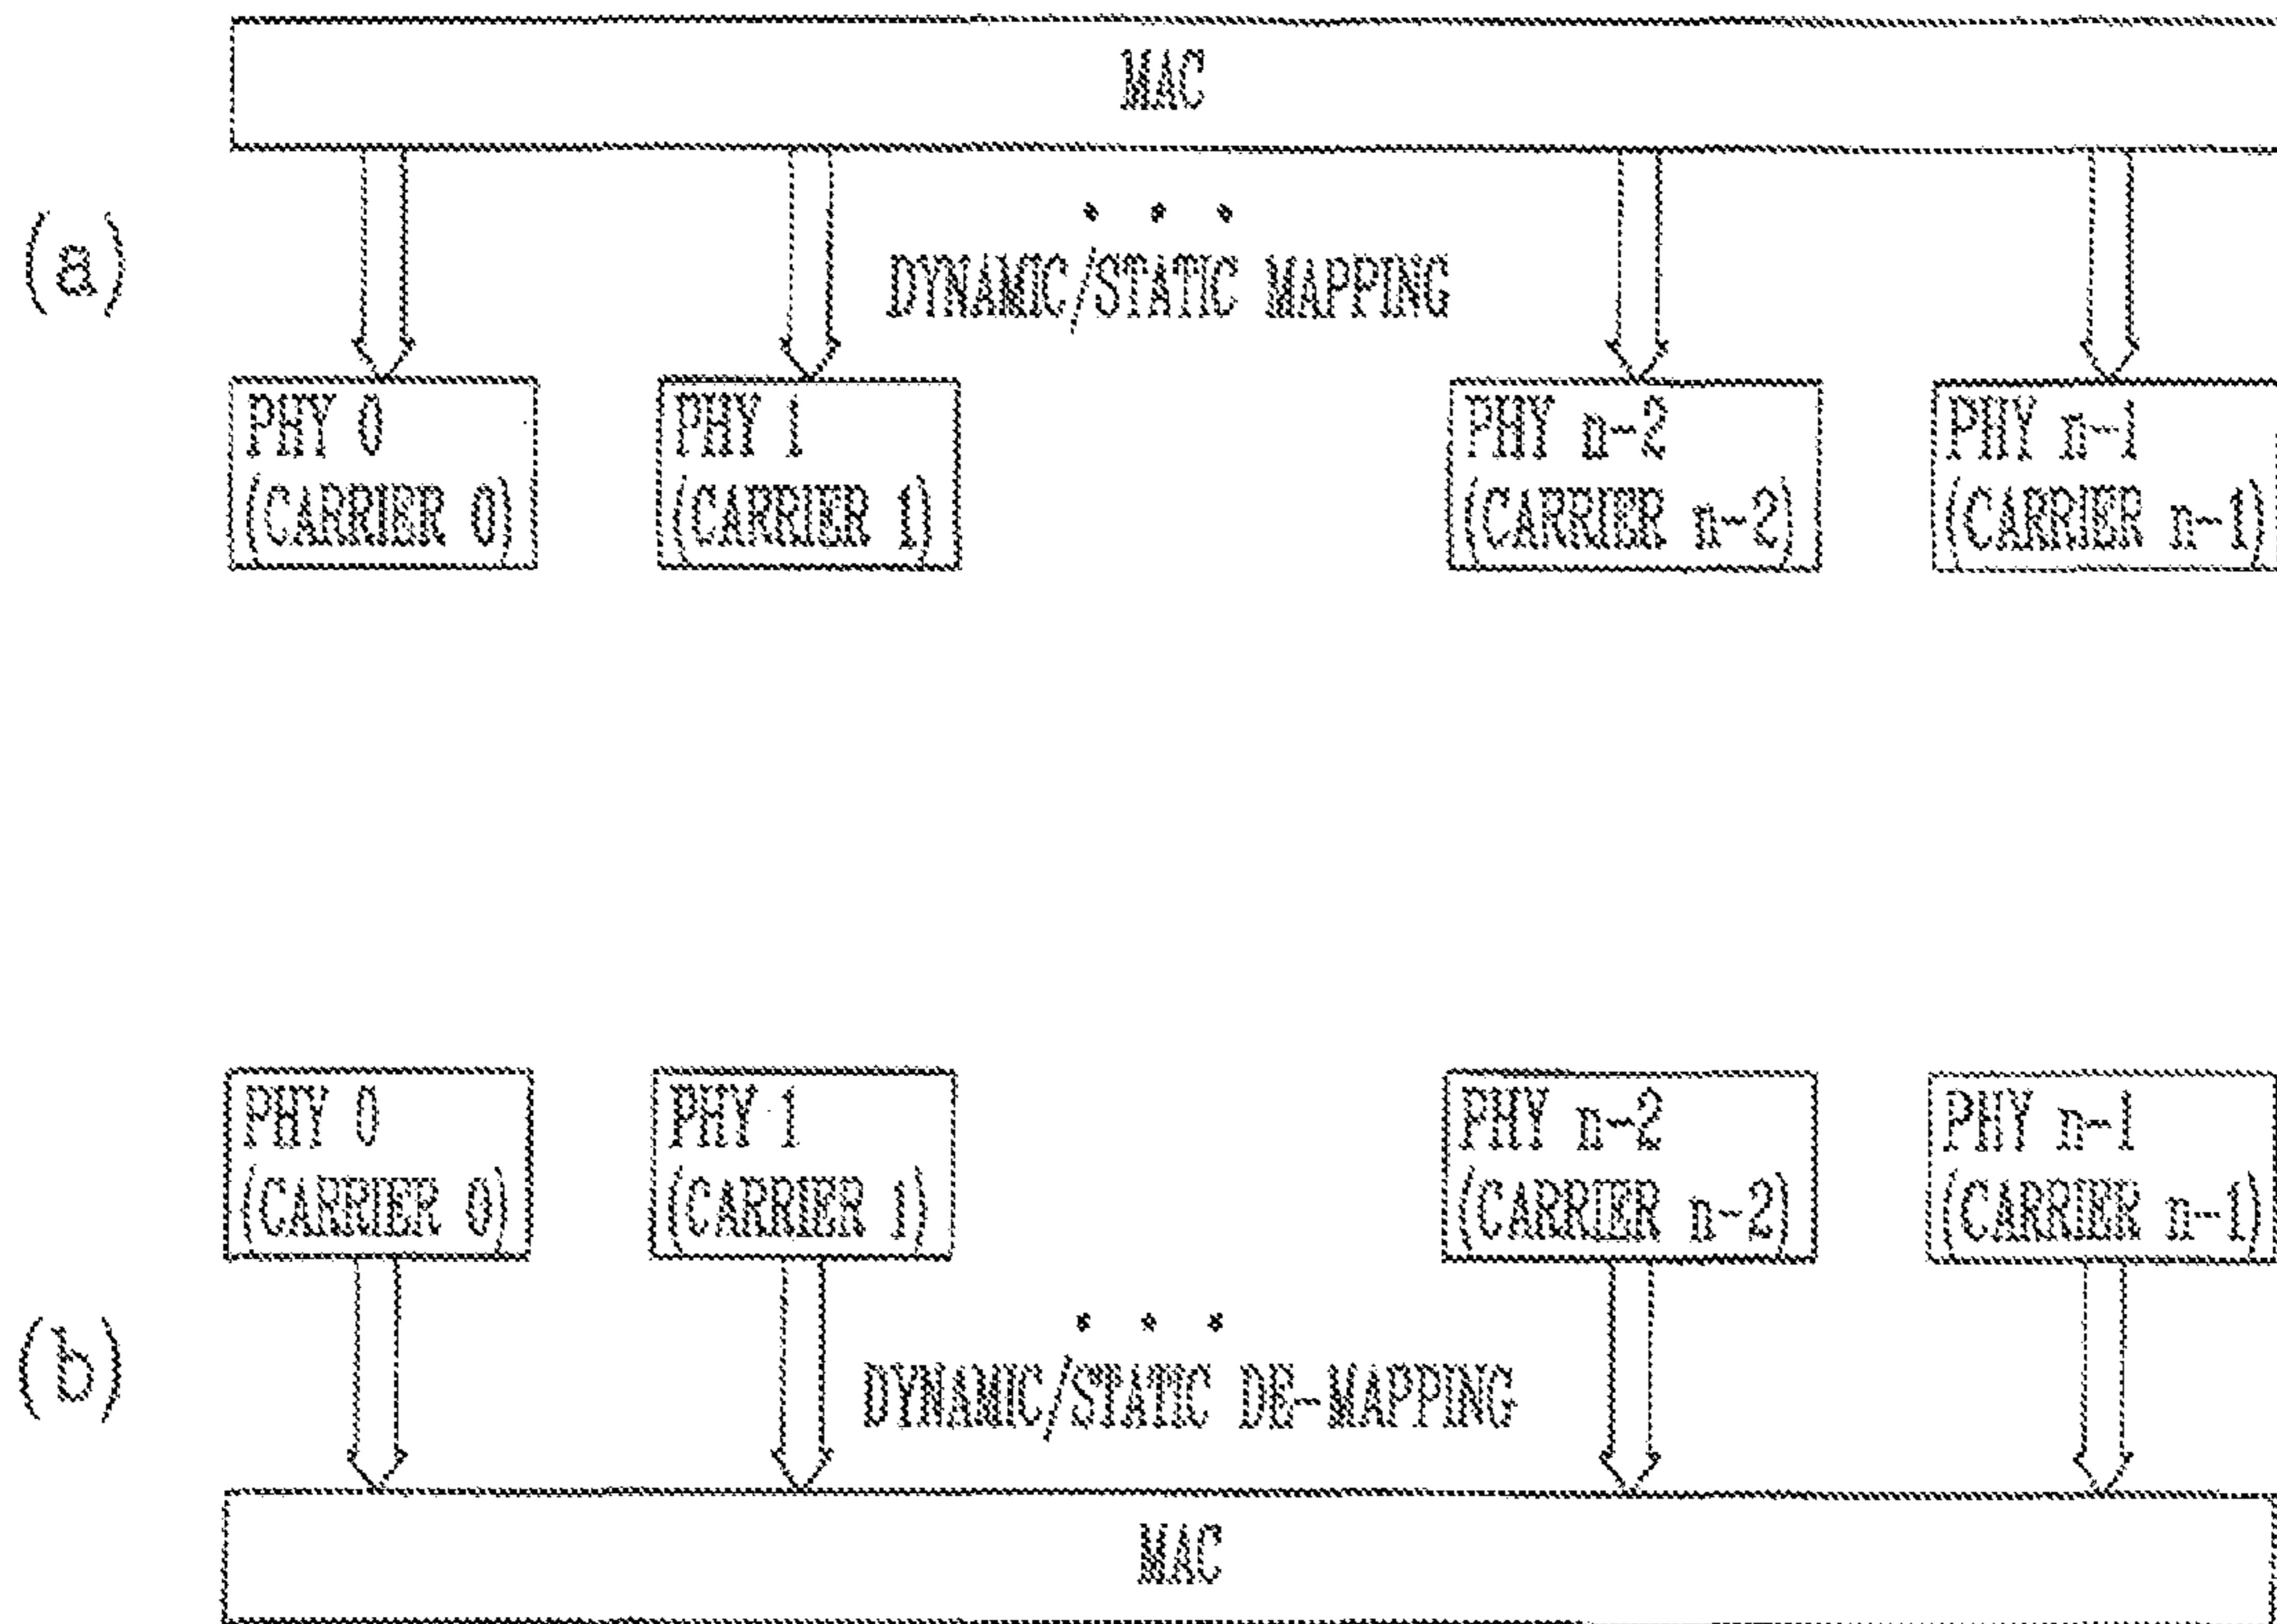 MAC
(a)
• • •
DYNAMIC/STATIC MAPPING
PHY 0
(CARRIER 0)
PHY 1
(CARRIER 1)
PHY n-2
(CARRIER n-2)
PHY n-1
(CARRIER n-1)
PHY 0
(CARRIER 0)
PHY 1
(CARRIER 1)
PHY n-2
(CARRIER n-2)
PHY n-1
(CARRIER n-1)
(b)
• • •
DYNAMIC/STATIC DE-MAPPING
MAC